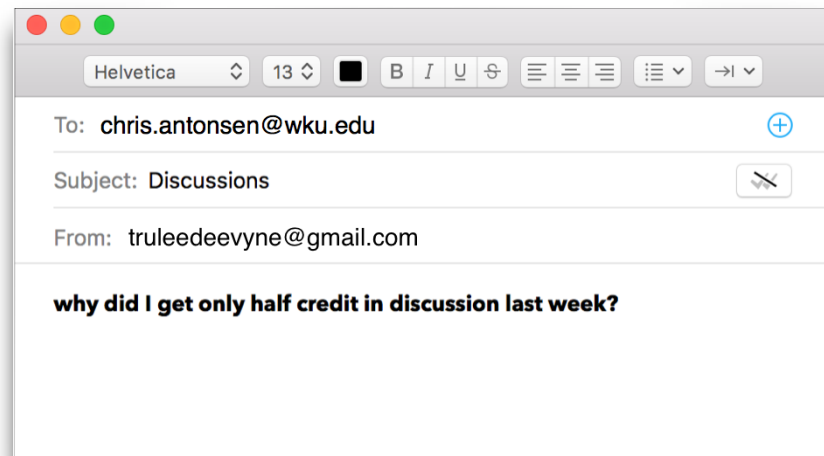 Helvetica 13 B I U S
To: chris.antonsen@wku.edu
Subject: Discussions
From: truleedeevyne@gmail.com
why did I get only half credit in discussion last week?